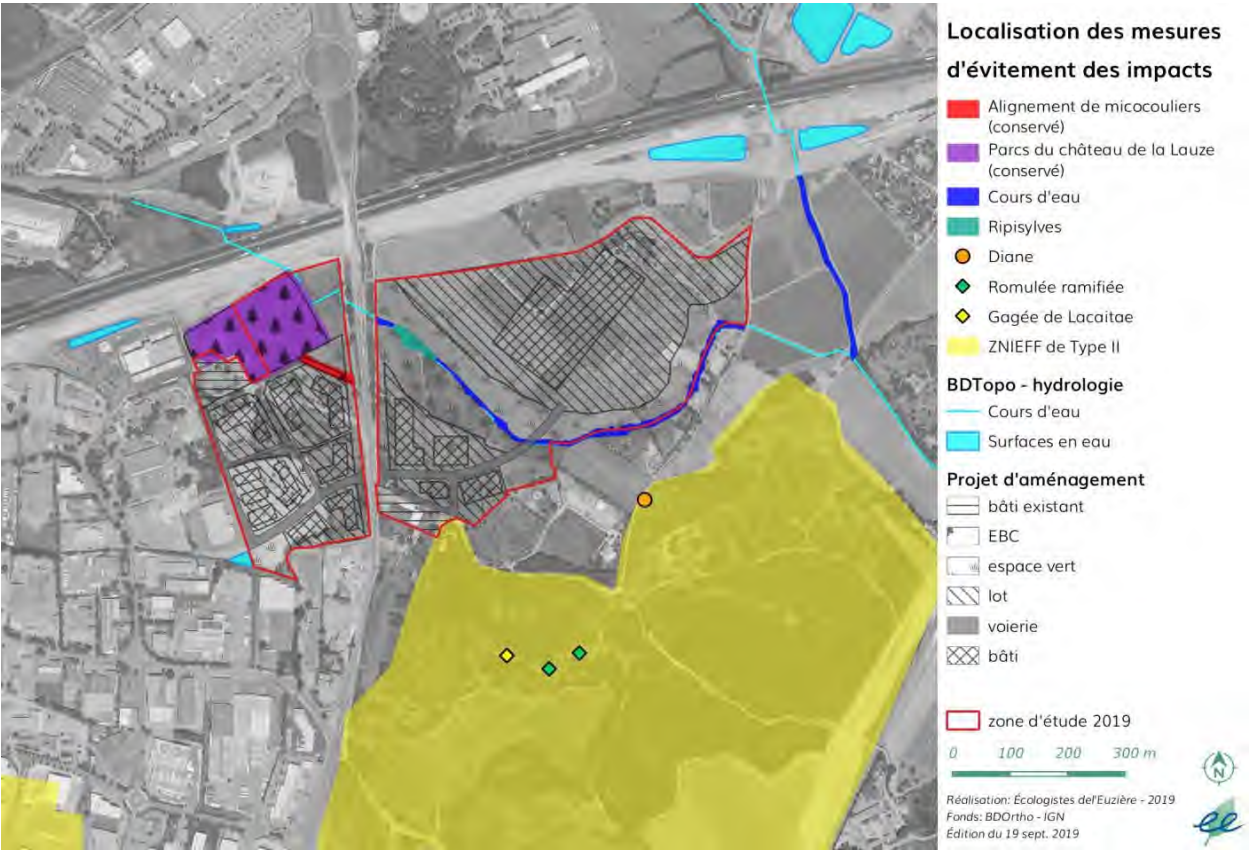 Localisation des mesures
d'évitement des impacts
Alignement de micocouliers
(conservé)
Parcs du château de la Lauze
(conservé)
Cours d'eau
Ripisylves
Diane
Romulée ramifiée
Gagée de Lacaitae
ZNIEFF de Type II
BDTopo - hydrologie
Cours d'eau
Surfaces en eau
Projet d'aménagement
bâti existant
EBC
espace vert
lot
voierie
bâti
zone d'étude 2019
0 100 200 300 m
N
Réalisation: Écologistes del'Euzière - 2019
Fonds: BDOrtho - IGN
Édition du 19 sept. 2019
ee